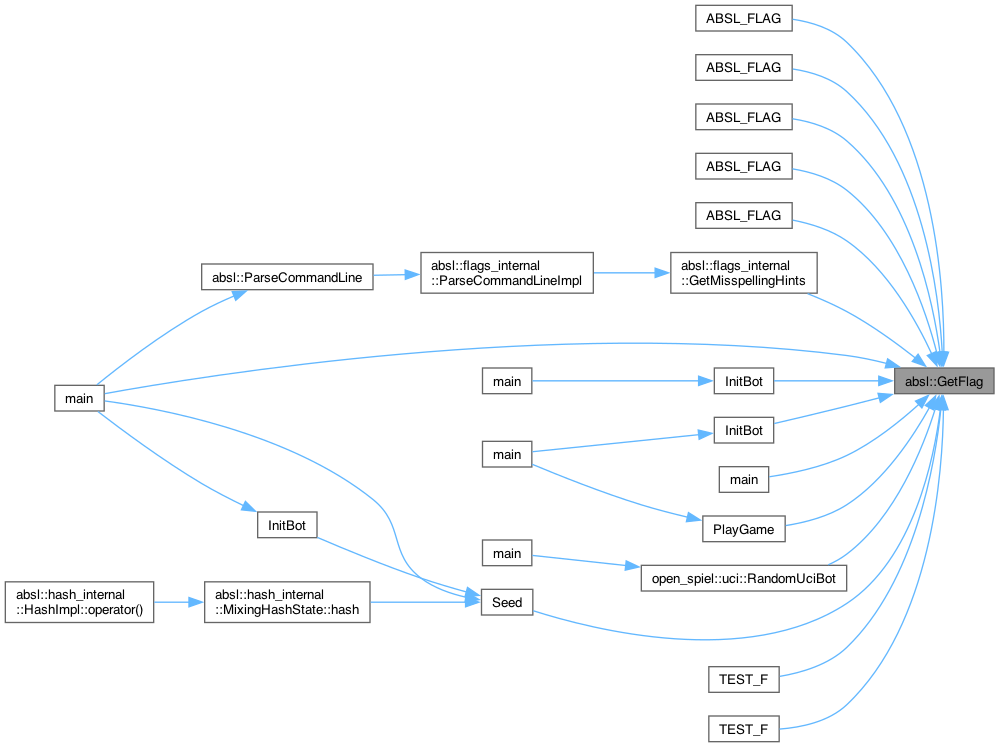 ABSL_FLAG
ABSL_FLAG
ABSL_FLAG
ABSL_FLAG
ABSL_FLAG
absl::ParseCommandLine
absl::flags_internal
::ParseCommandLineImpl
absl::flags_internal
::GetMisspellingHints
absl::GetFlag
main
main
InitBot
main
InitBot
main
InitBot
PlayGame
main
open_spiel::uci::RandomUciBot
absl::hash_internal
::HashImpl::operator()
absl::hash_internal
::MixingHashState::hash
Seed
TEST_F
TEST_F